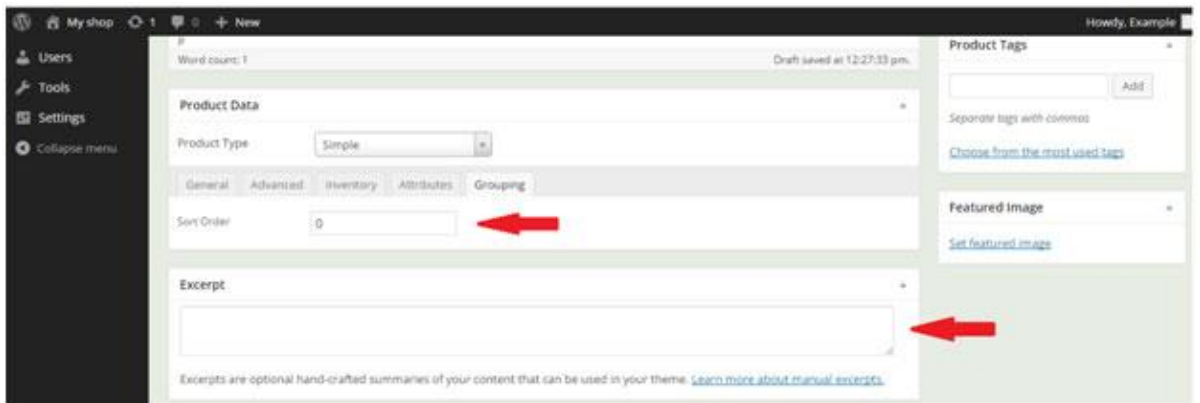 My shop 1 0 + New Howdy, Example
Users
Tools
Settings
Collapse menu
p
Word count: 1 Draft saved at 12:27:33 pm.
Product Data
Product Type Simple
General Advanced Inventory Attributes Grouping
Sort Order 0
Excerpt
Excerpts are optional hand-crafted summaries of your content that can be used in your theme. Learn more about manual excerpts.
Product Tags
Add
Separate tags with commas
Choose from the most used tags
Featured Image
Set featured image